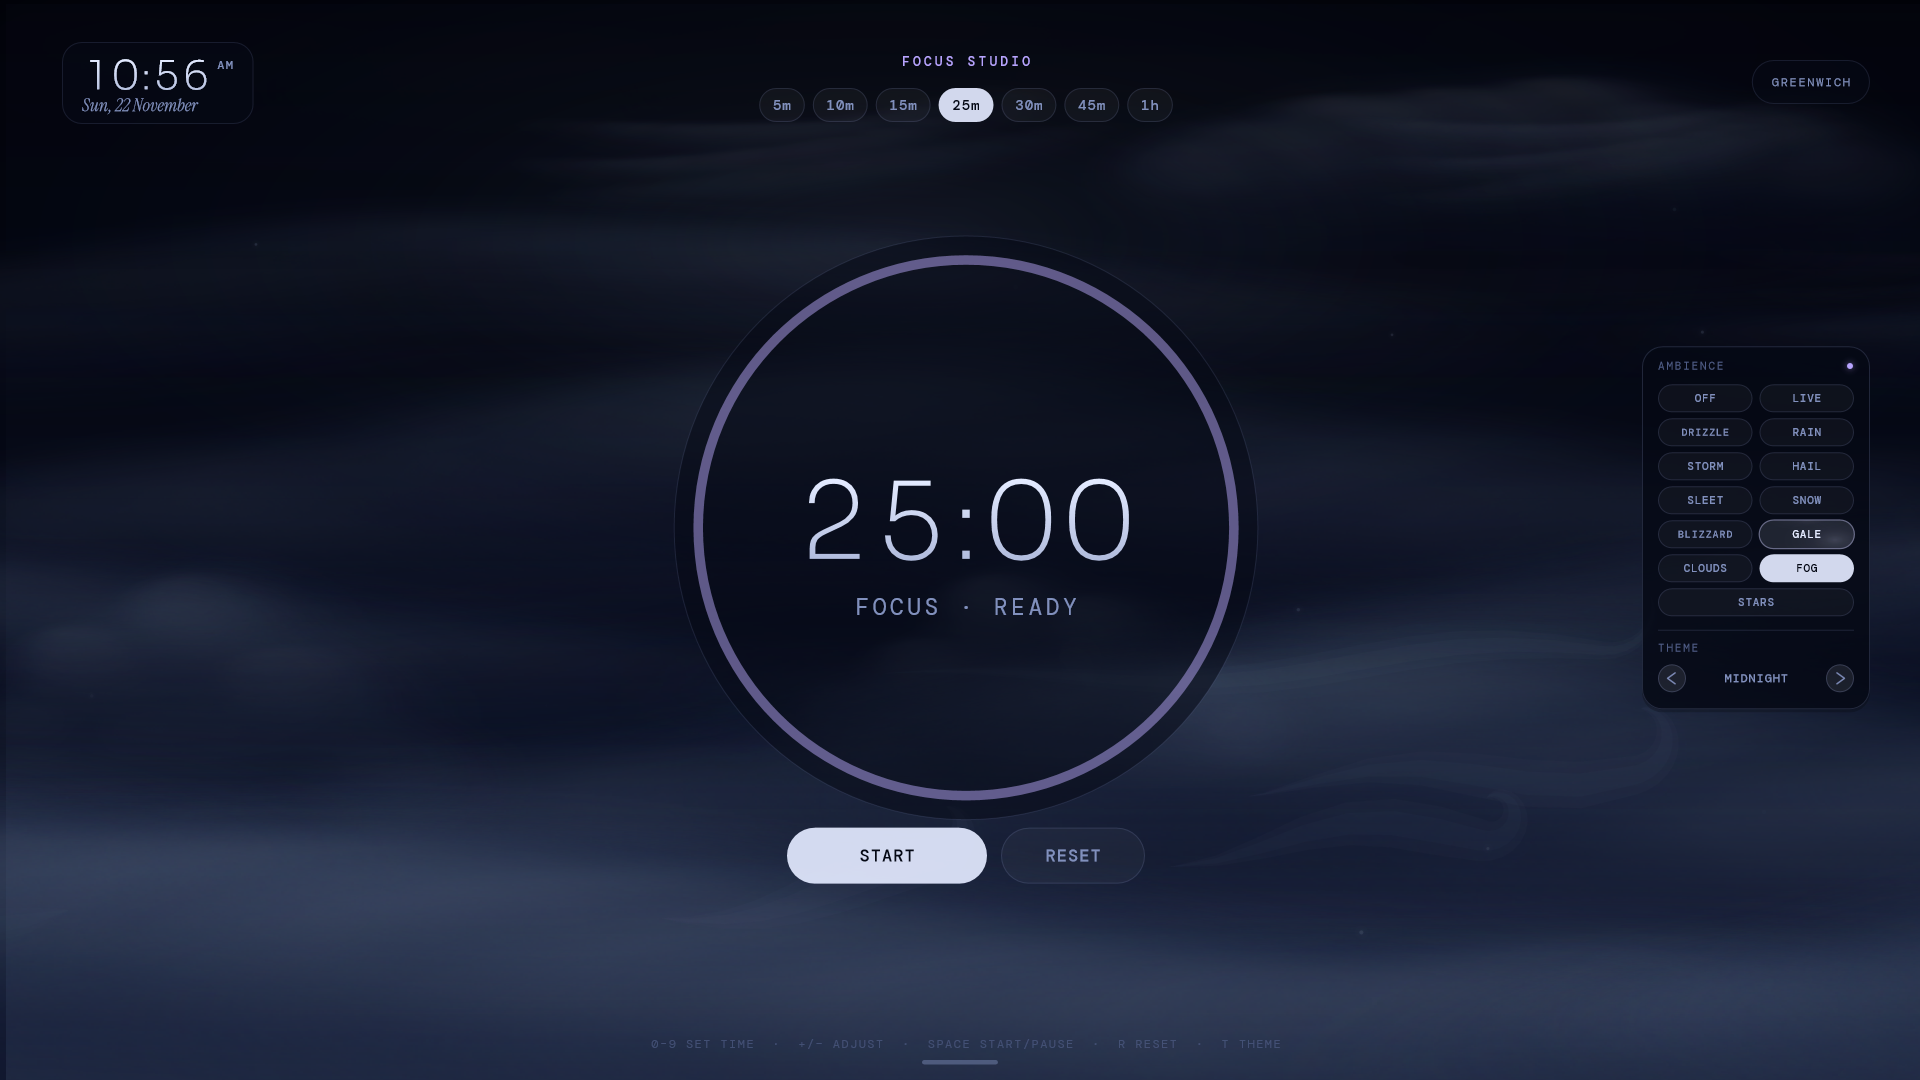 10:56 AM
Sun, 22 November
FOCUS STUDIO
5m 10m 15m 25m 30m 45m 1h
GREENWICH
25:00
FOCUS · READY
START RESET
AMBIENCE
OFF LIVE
DRIZZLE RAIN
STORM HAIL
SLEET SNOW
BLIZZARD GALE
CLOUDS FOG
STARS
THEME
< MIDNIGHT >
0–9 SET TIME · +/− ADJUST · SPACE START/PAUSE · R RESET · T THEME